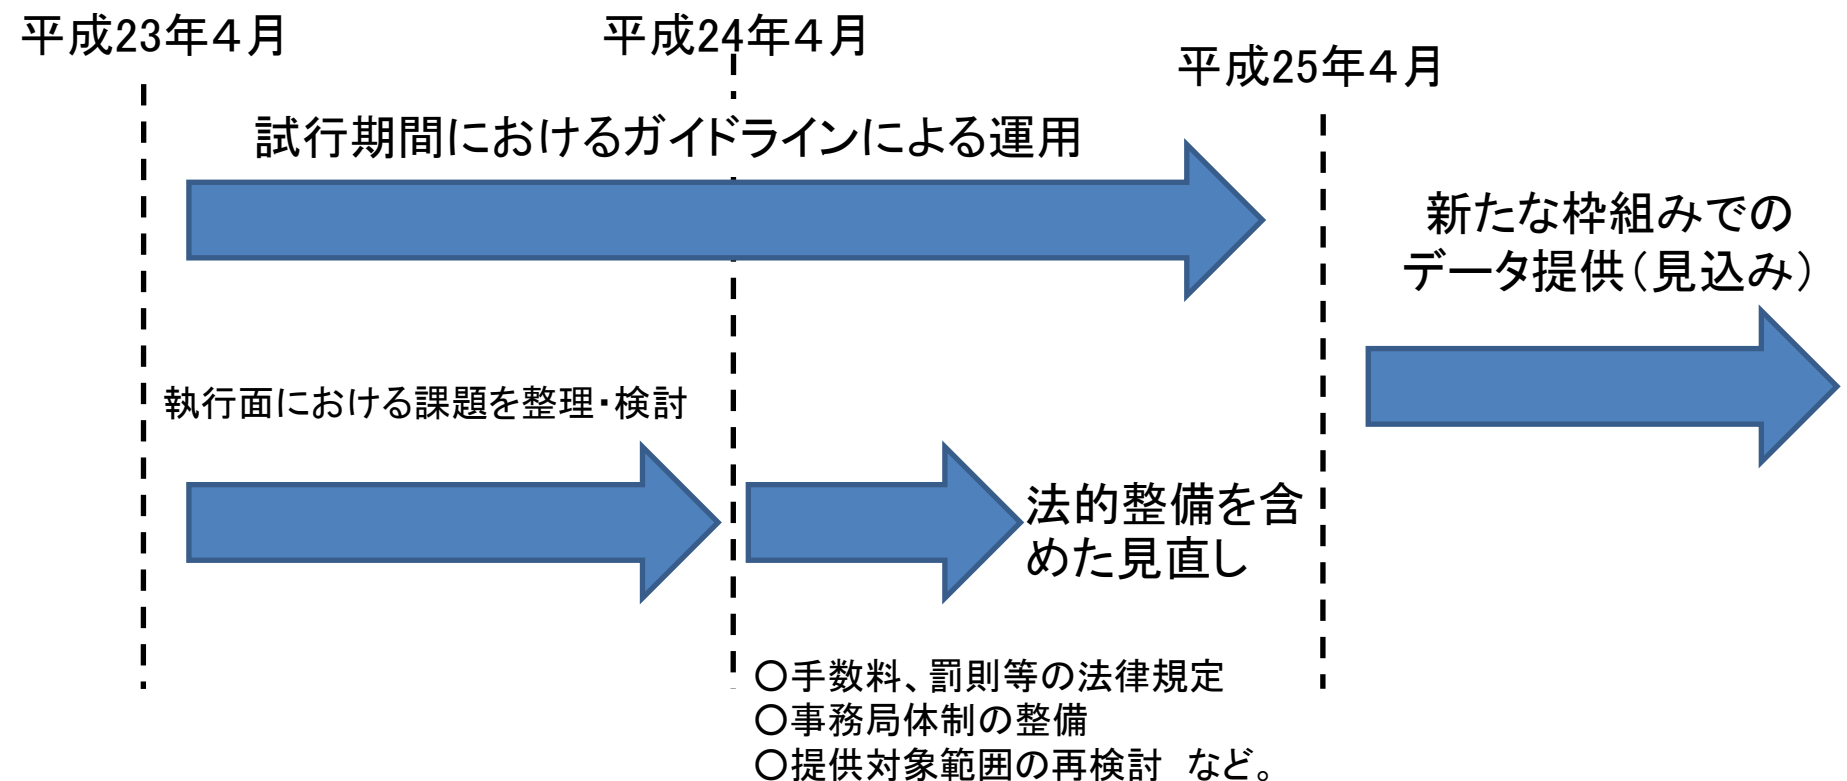 平成23年４月
平成24年４月
平成25年４月
試行期間におけるガイドラインによる運用
新たな枠組みでの
データ提供（見込み）
執行面における課題を整理・検討
法的整備を含
めた見直し
○手数料、罰則等の法律規定
○事務局体制の整備
○提供対象範囲の再検討　など。